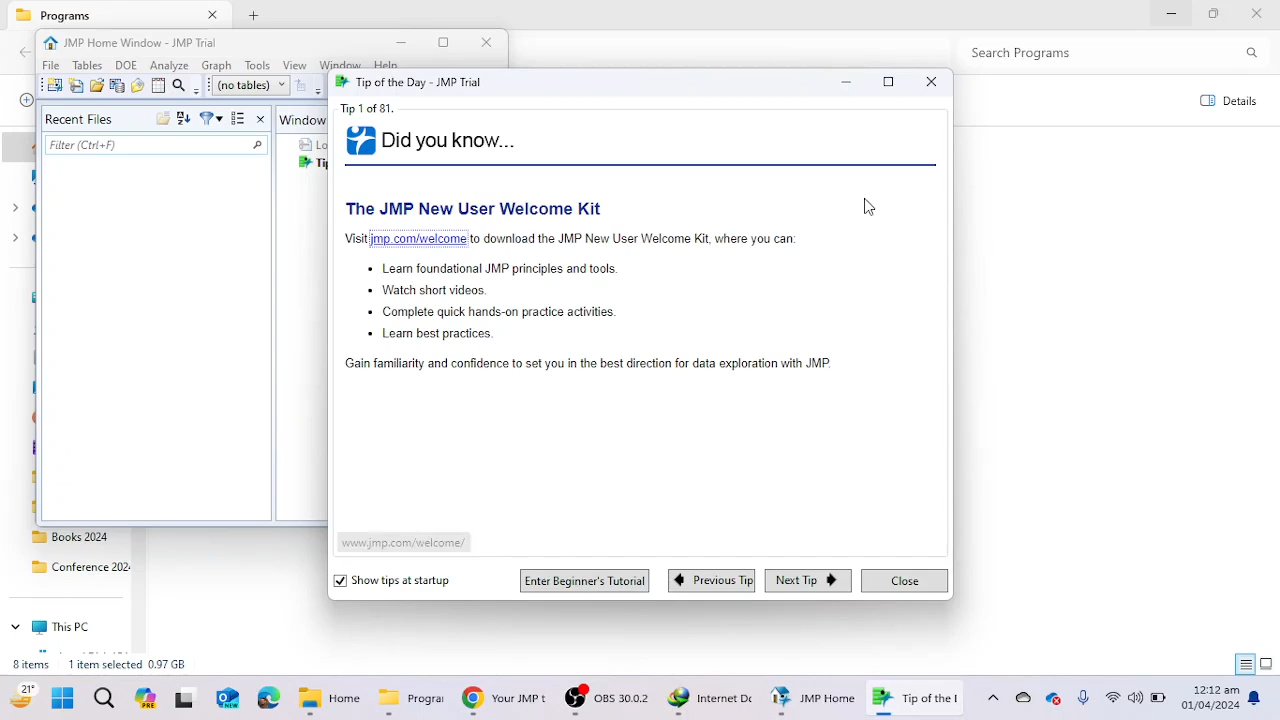 Programs
Search Programs
Details
JMP Home Window - JMP Trial
File Tables DOE Analyze Graph Tools View Window Help
(no tables)
Recent Files
Filter (Ctrl+F)
Window
Lo
Tip
Tip of the Day - JMP Trial
Tip 1 of 81.
Did you know...
The JMP New User Welcome Kit
Visit jmp.com/welcome to download the JMP New User Welcome Kit, where you can:
• Learn foundational JMP principles and tools.
• Watch short videos.
• Complete quick hands-on practice activities.
• Learn best practices.
Gain familiarity and confidence to set you in the best direction for data exploration with JMP.
www.jmp.com/welcome/
Show tips at startup
Enter Beginner's Tutorial
Previous Tip
Next Tip
Close
Books 2024
Conference 2024
This PC
8 items 1 item selected 0.97 GB
21°
PRE
NEW
Home
Progra
Your JMP t
OBS 30.0.2
Internet Do
JMP Home
Tip of the D
12:12 am
01/04/2024